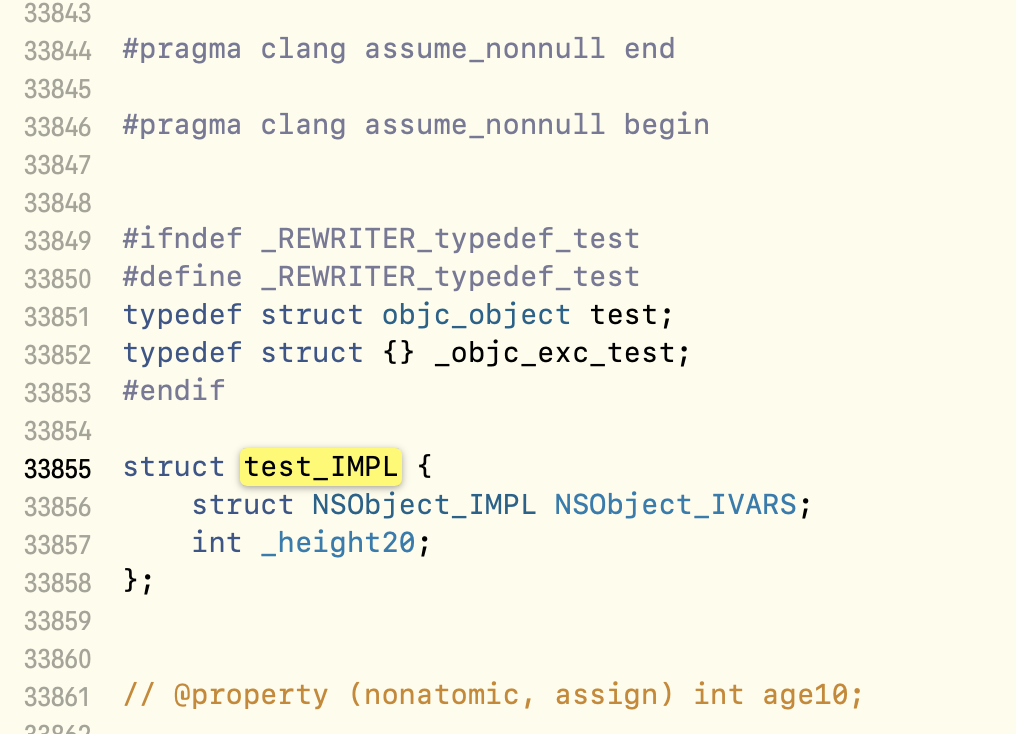 33843
33844 #pragma clang assume_nonnull end
33845
33846 #pragma clang assume_nonnull begin
33847
33848
33849 #ifndef _REWRITER_typedef_test
33850 #define _REWRITER_typedef_test
33851 typedef struct objc_object test;
33852 typedef struct {} _objc_exc_test;
33853 #endif
33854
33855 struct test_IMPL {
33856     struct NSObject_IMPL NSObject_IVARS;
33857     int _height20;
33858 };
33859
33860
33861 // @property (nonatomic, assign) int age10;
33862